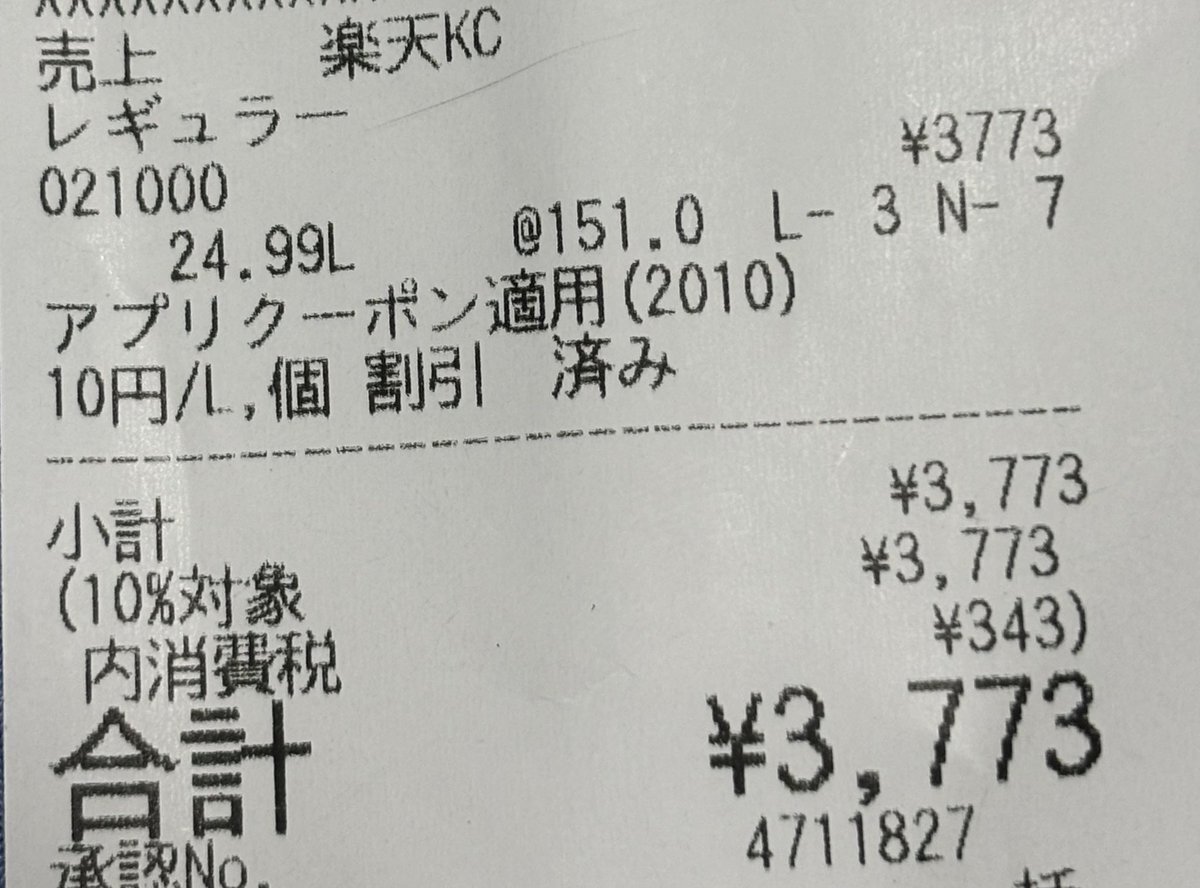 売上 楽天KC
レギュラー
021000 ¥3773
24.99L @151.0 L- 3 N- 7
アプリクーポン適用(2010)
10円/L,個 割引 済み
小計 ¥3,773
(10%対象 ¥3,773
内消費税 ¥343)
合計 ¥3,773
承認No. 4711827